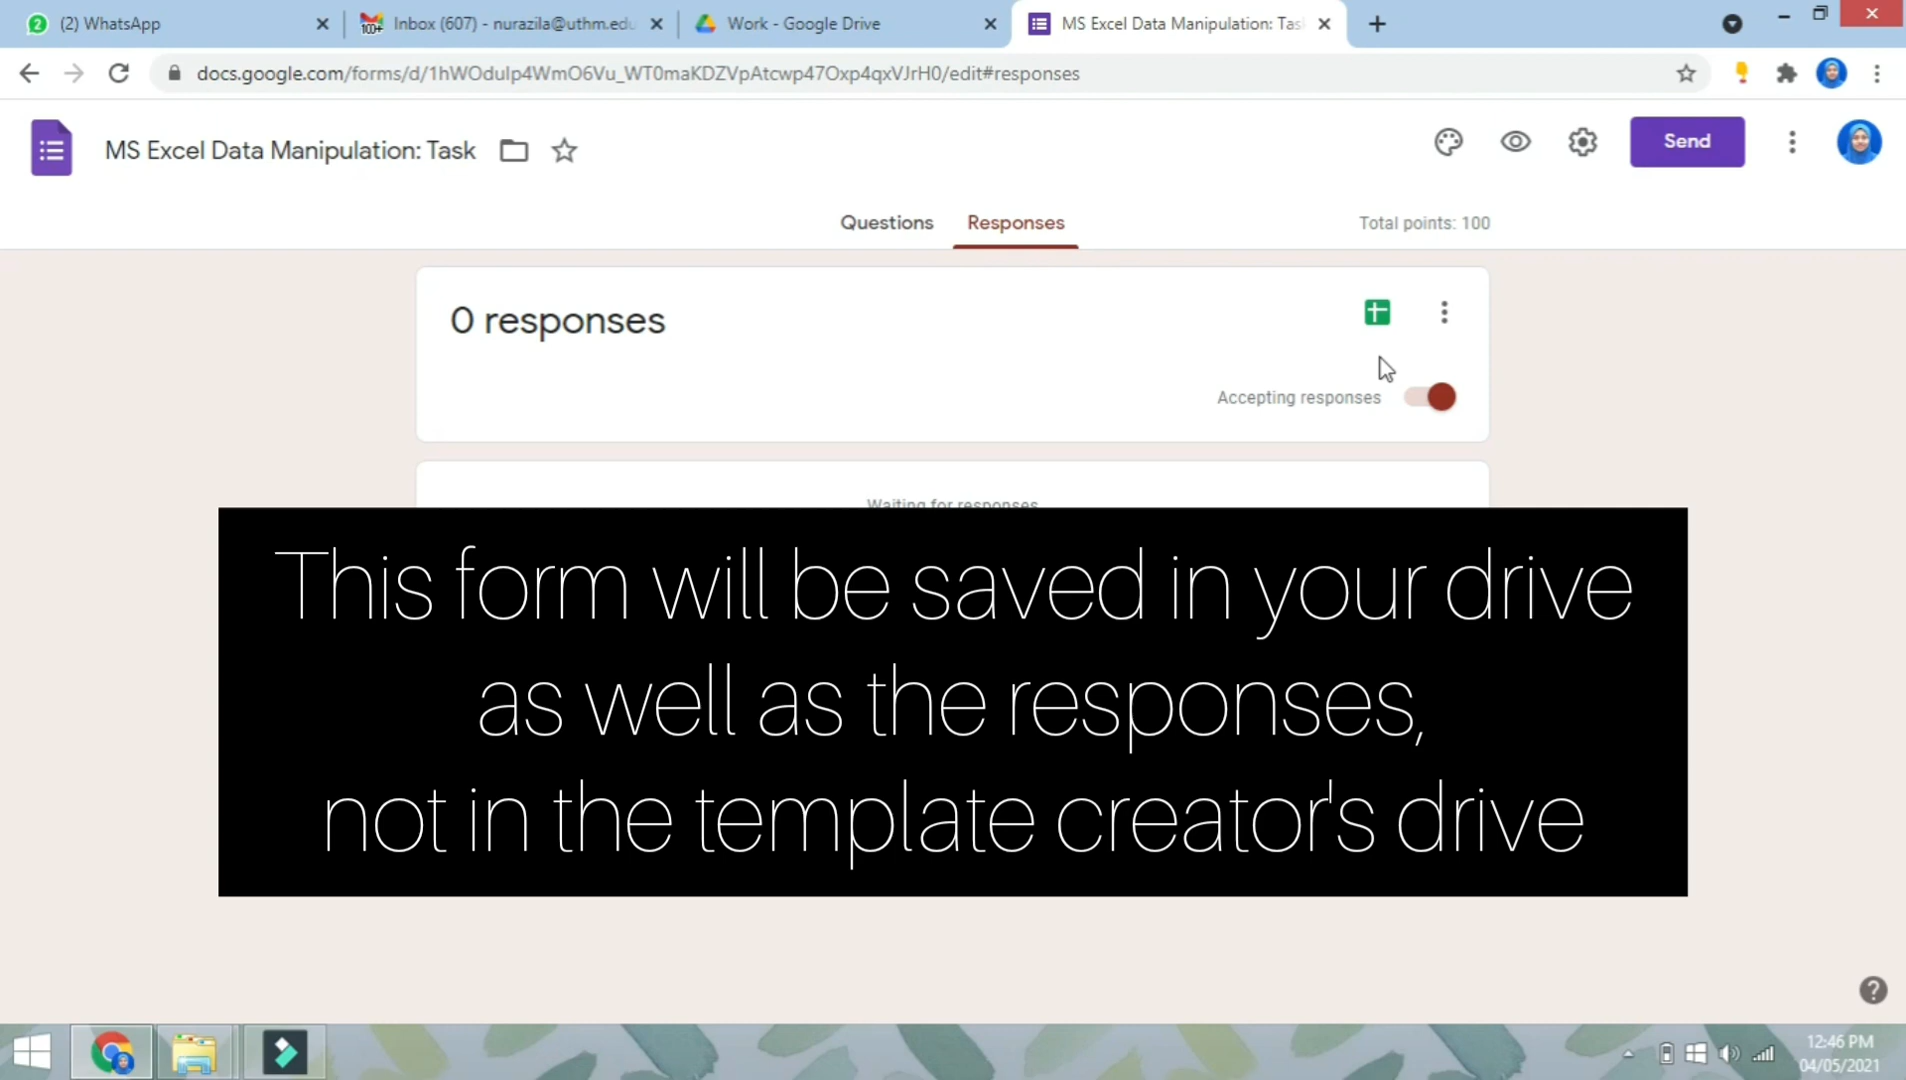 (2) WhatsApp
Inbox (607) - nurazila@uthm.edu
Work - Google Drive
MS Excel Data Manipulation: Tas
docs.google.com/forms/d/1hWOduIp4WmO6Vu_WT0maKDZVpAtcwp47Oxp4qxVJrH0/edit#responses
MS Excel Data Manipulation: Task
Send
Questions
Responses
Total points: 100
0 responses
Accepting responses
Waiting for responses
This form will be saved in your drive
as well as the responses,
not in the template creator's drive
12:46 PM
04/05/2021